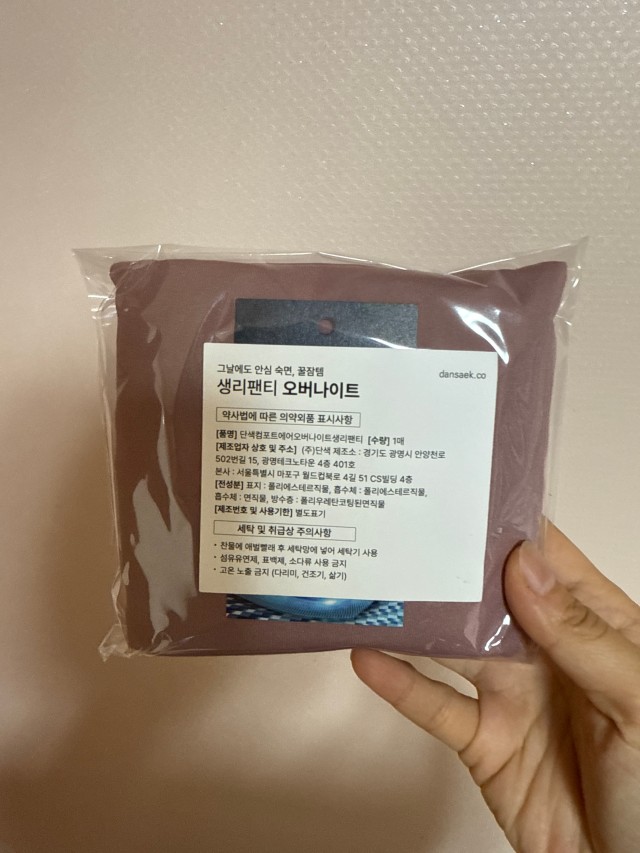 그날에도 안심 숙면, 꿀잠템
생리팬티 오버나이트
dansaek.co
약사법에 따른 의약외품 표시사항
[품명] 단색컴포트에어오버나이트생리팬티 [수량] 1매
[제조업자 상호 및 주소] (주)단색 제조소 : 경기도 광명시 안양천로
502번길 15, 광명테크노타운 4층 401호
본사 : 서울특별시 마포구 월드컵북로 4길 51 CS빌딩 4층
[전성분] 표지 : 폴리에스테르직물, 흡수체 : 폴리에스테르직물,
흡수체 : 면직물, 방수층 : 폴리우레탄코팅된면직물
[제조번호 및 사용기한] 별도표기
세탁 및 취급상 주의사항
• 찬물에 애벌빨래 후 세탁망에 넣어 세탁기 사용
• 섬유유연제, 표백제, 소다류 사용 금지
• 고온 노출 금지 (다리미, 건조기, 삶기)